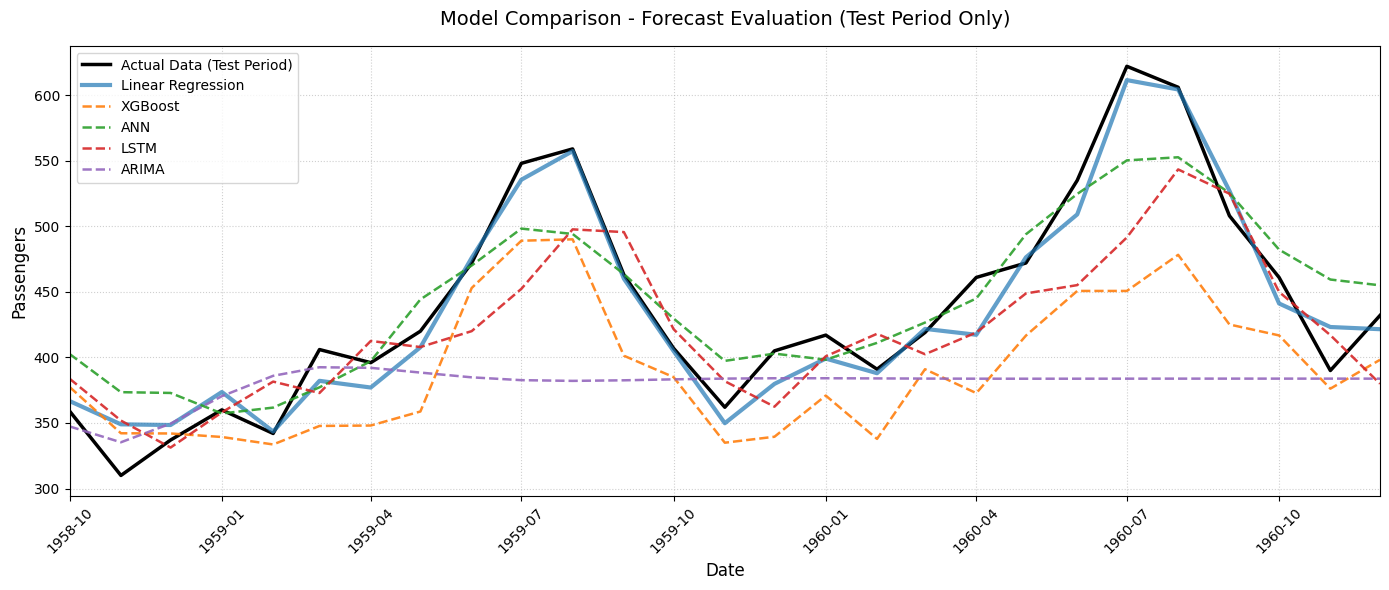 Model Comparison - Forecast Evaluation (Test Period Only)
Actual Data (Test Period)
Linear Regression
XGBoost
ANN
LSTM
ARIMA
Passengers
600
550
500
450
400
350
300
1958-10
1959-01
1959-04
1959-07
1959-10
1960-01
1960-04
1960-07
1960-10
Date